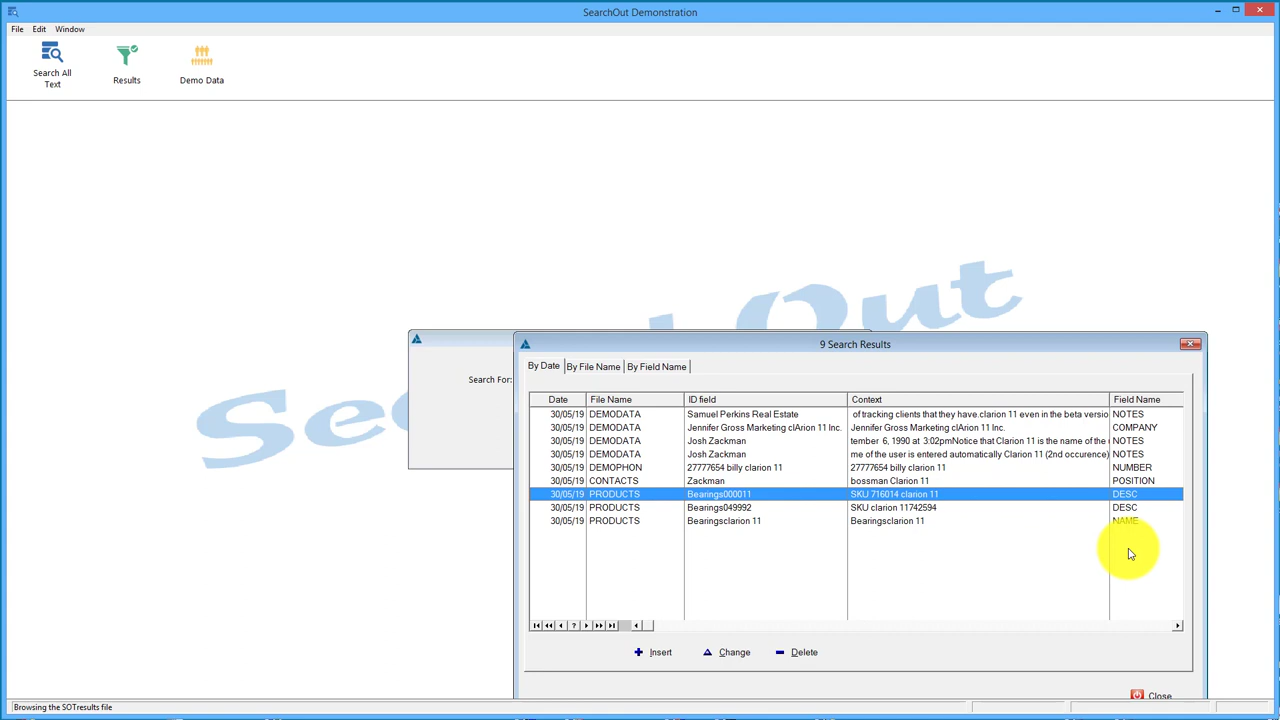 SearchOut Demonstration
File Edit Window
Search All
Text
Results
Demo Data
Search Out
Search For:
9 Search Results
By Date By File Name By Field Name
Date File Name ID field Context Field Name
30/05/19 DEMODATA Samuel Perkins Real Estate of tracking clients that they have.clarion 11 even in the beta versio NOTES
30/05/19 DEMODATA Jennifer Gross Marketing clArion 11 Inc. Jennifer Gross Marketing clArion 11 Inc. COMPANY
30/05/19 DEMODATA Josh Zackman tember 6, 1990 at 3:02pmNotice that Clarion 11 is the name of the NOTES
30/05/19 DEMODATA Josh Zackman me of the user is entered automatically Clarion 11 (2nd occurence) NOTES
30/05/19 DEMOPHON 27777654 billy clarion 11 27777654 billy clarion 11 NUMBER
30/05/19 CONTACTS Zackman bossman Clarion 11 POSITION
30/05/19 PRODUCTS Bearings000011 SKU 716014 clarion 11 DESC
30/05/19 PRODUCTS Bearings049992 SKU clarion 11742594 DESC
30/05/19 PRODUCTS Bearingsclarion 11 Bearingsclarion 11 NAME
Insert Change Delete
Close
Browsing the SOTresults file